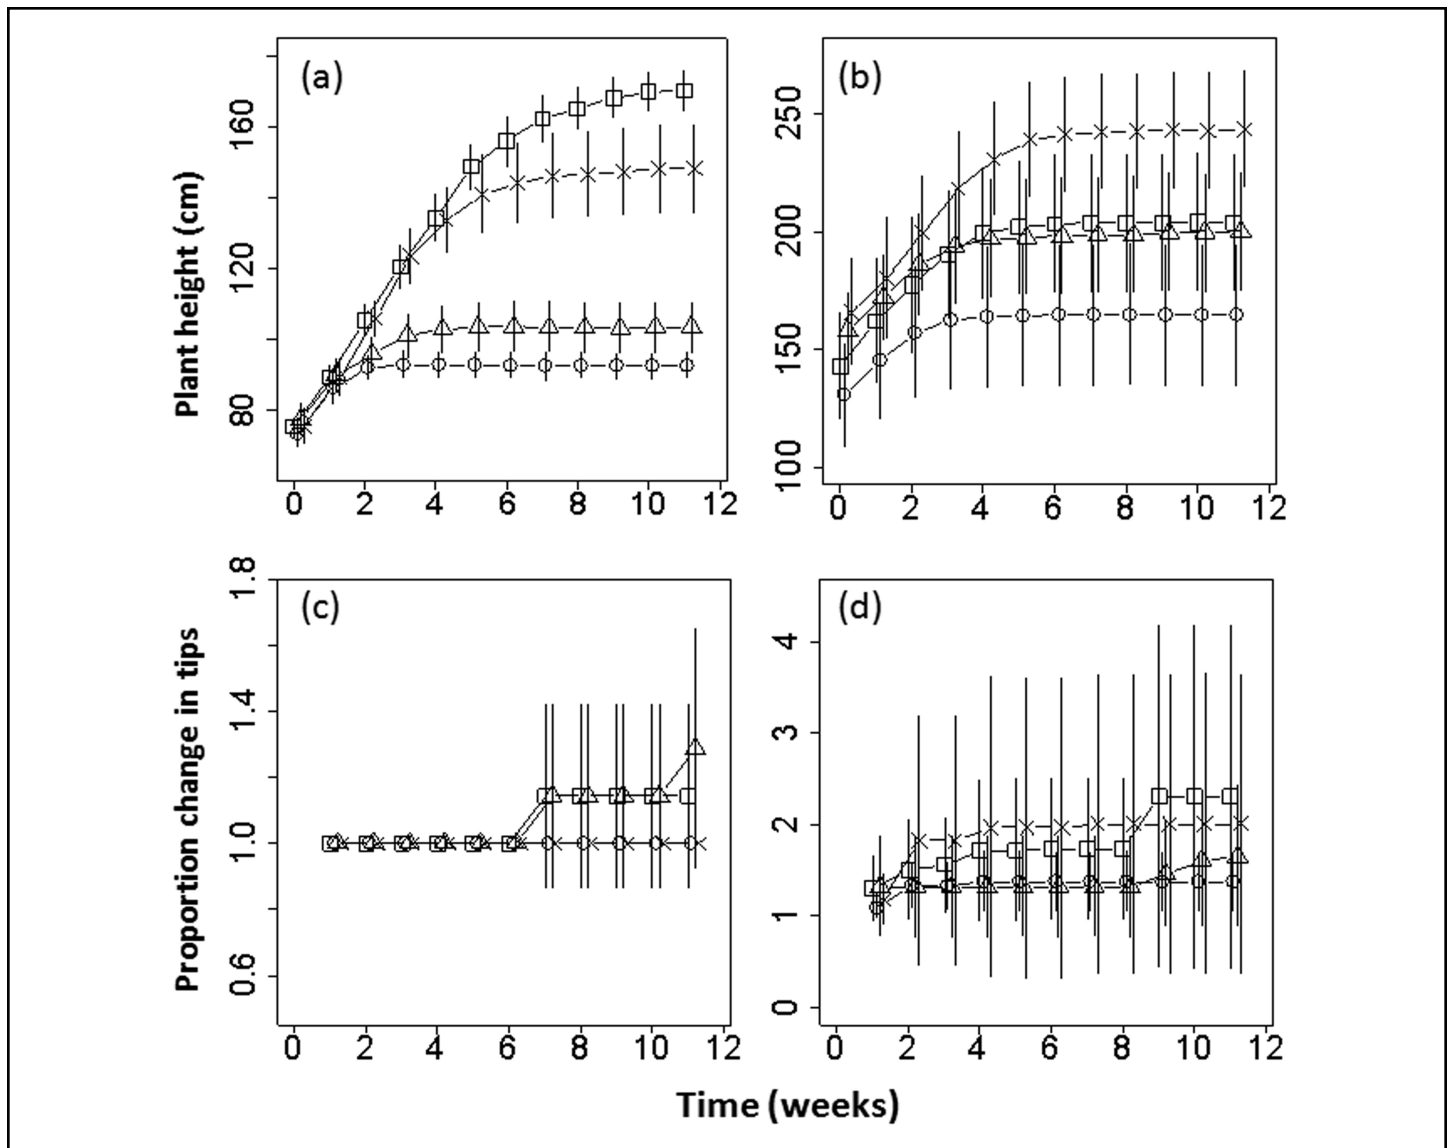 (a)
(b)
Plant height (cm)
80 120 160
100 150 200 250
0 2 4 6 8 10 12
0 2 4 6 8 10 12
(c)
(d)
Proportion change in tips
0.6 1.0 1.4 1.8
0 1 2 3 4
0 2 4 6 8 10 12
0 2 4 6 8 10 12
Time (weeks)